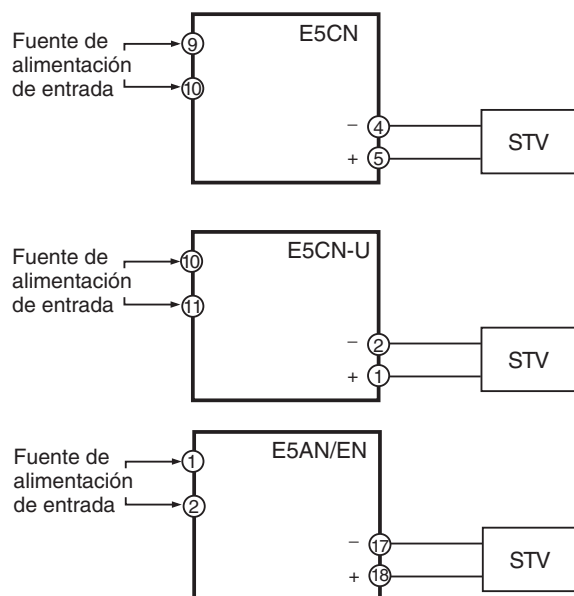 E5CN
Fuente de
alimentación
de entrada
9
10
− 4
+ 5
STV
E5CN-U
Fuente de
alimentación
de entrada
10
11
− 2
+ 1
STV
E5AN/EN
Fuente de
alimentación
de entrada
1
2
− 17
+ 18
STV